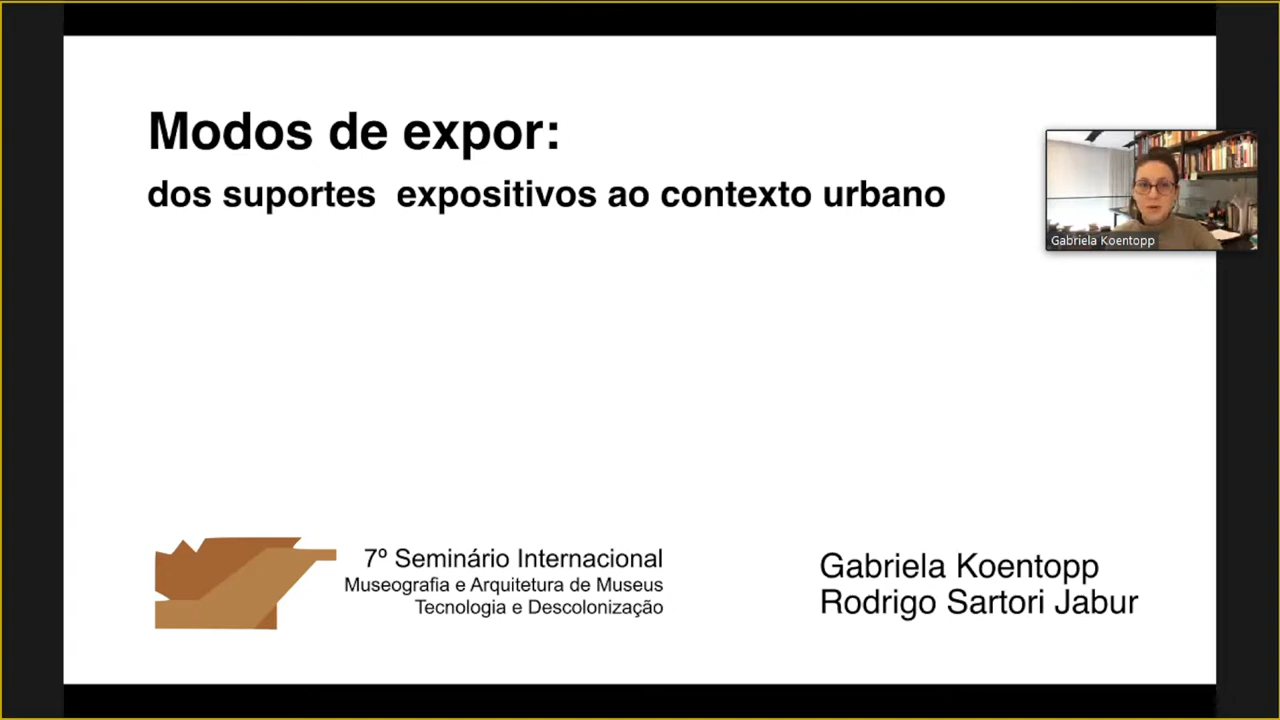 Modos de expor:
dos suportes expositivos ao contexto urbano
Gabriela Koentopp
7º Seminário Internacional
Museografia e Arquitetura de Museus
Tecnologia e Descolonização
Gabriela Koentopp
Rodrigo Sartori Jabur